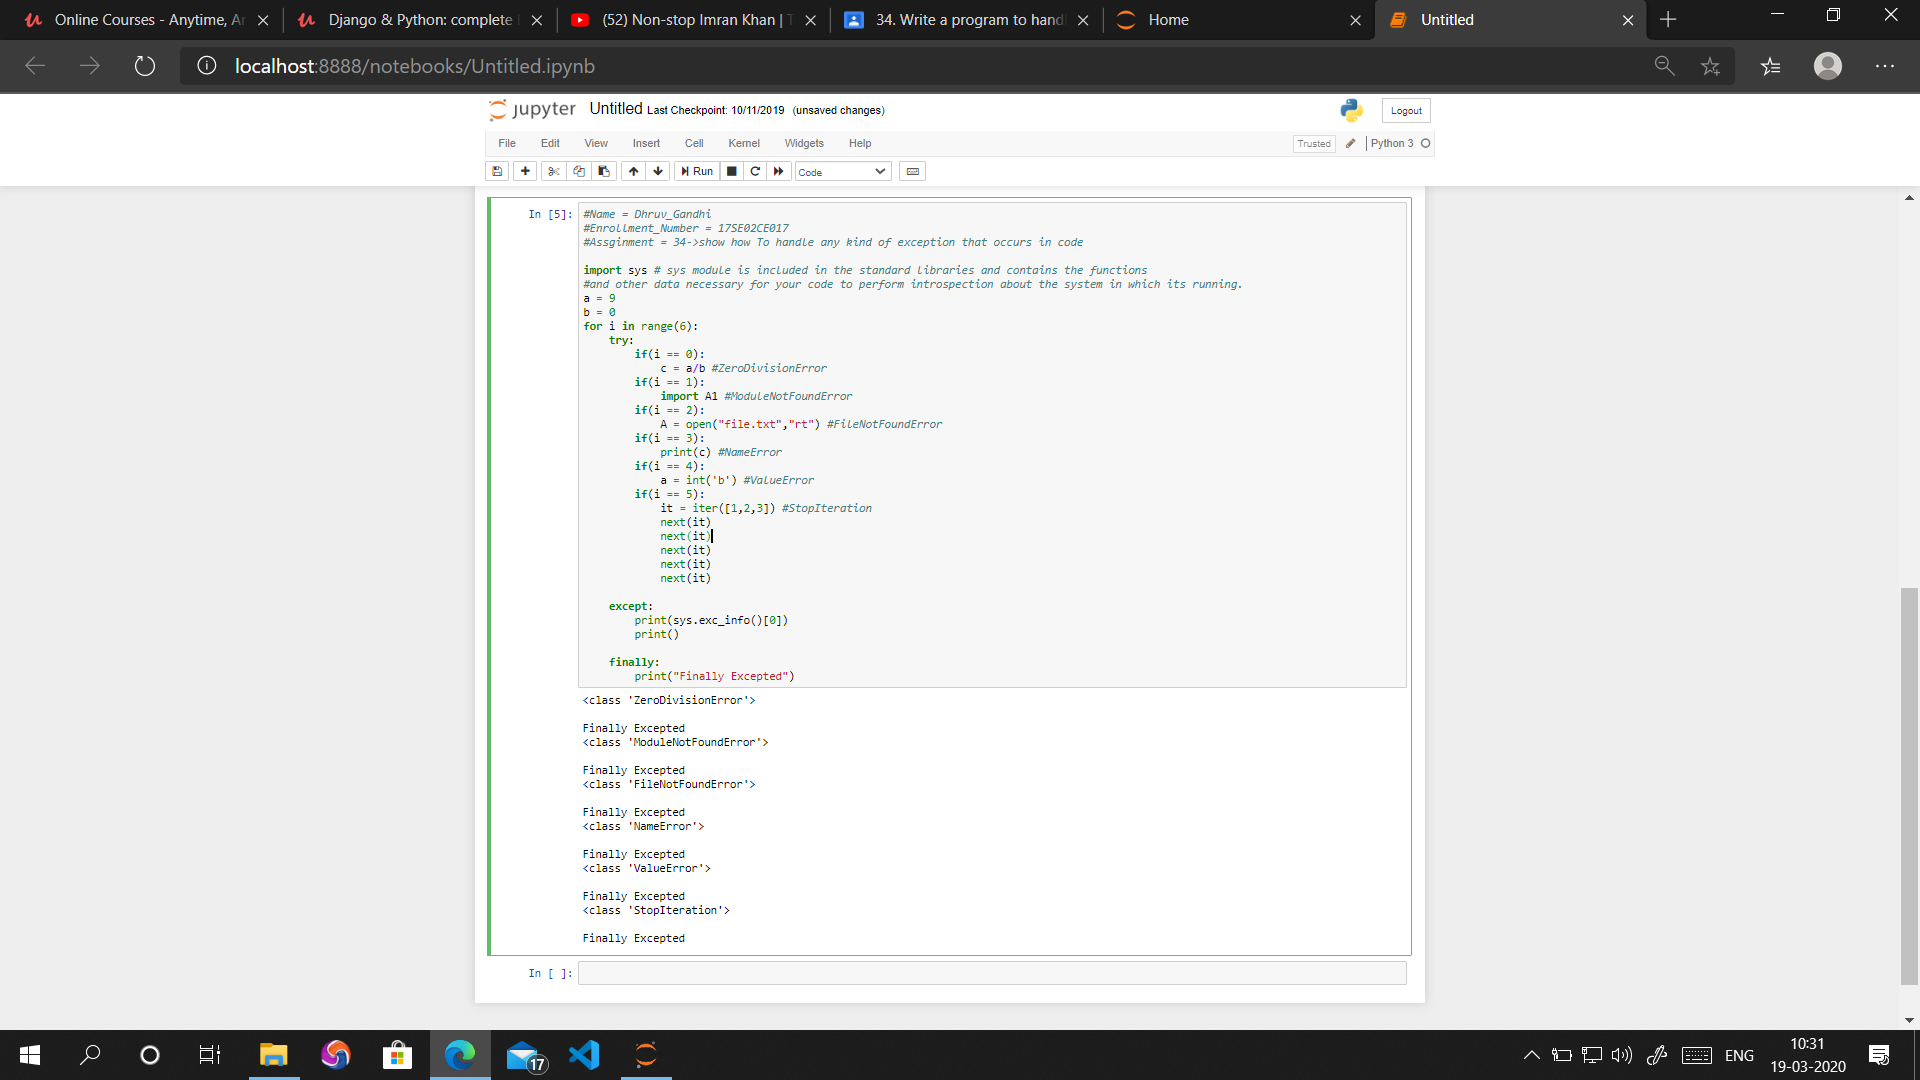 Online Courses - Anytime, Ar
Django & Python: complete
(52) Non-stop Imran Khan | T
34. Write a program to hand
Home
Untitled
localhost:8888/notebooks/Untitled.ipynb
jupyter Untitled Last Checkpoint: 10/11/2019 (unsaved changes)
Logout
File Edit View Insert Cell Kernel Widgets Help
Trusted Python 3
Run Code
In [5]: #Name = Dhruv_Gandhi
#Enrollment_Number = 17SE02CE017
#Assginment = 34->show how To handle any kind of exception that occurs in code
import sys # sys module is included in the standard libraries and contains the functions
#and other data necessary for your code to perform introspection about the system in which its running.
a = 9
b = 0
for i in range(6):
    try:
        if(i == 0):
            c = a/b #ZeroDivisionError
        if(i == 1):
            import A1 #ModuleNotFoundError
        if(i == 2):
            A = open("file.txt","rt") #FileNotFoundError
        if(i == 3):
            print(c) #NameError
        if(i == 4):
            a = int('b') #ValueError
        if(i == 5):
            it = iter([1,2,3]) #StopIteration
            next(it)
            next(it)
            next(it)
            next(it)
            next(it)
    except:
        print(sys.exc_info()[0])
        print()
    finally:
        print("Finally Excepted")
<class 'ZeroDivisionError'>
Finally Excepted
<class 'ModuleNotFoundError'>
Finally Excepted
<class 'FileNotFoundError'>
Finally Excepted
<class 'NameError'>
Finally Excepted
<class 'ValueError'>
Finally Excepted
<class 'StopIteration'>
Finally Excepted
In [ ]:
17
ENG
10:31
19-03-2020